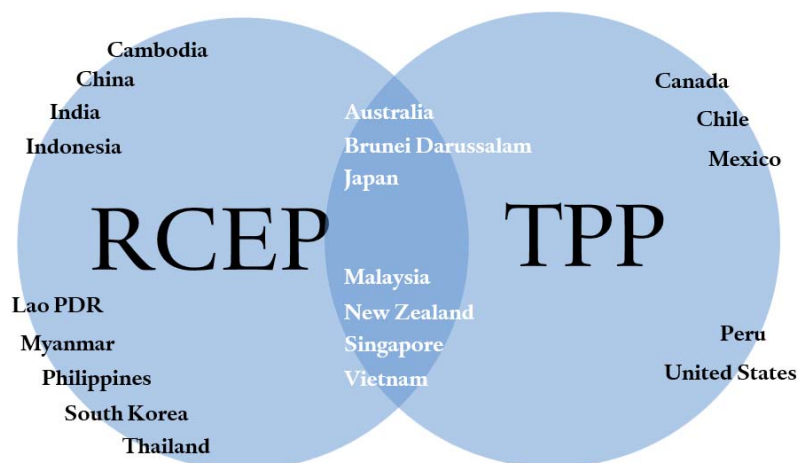 Cambodia
China
India
Indonesia
RCEP
Lao PDR
Myanmar
Philippines
South Korea
Thailand
Australia
Brunei Darussalam
Japan
Malaysia
New Zealand
Singapore
Vietnam
Canada
Chile
Mexico
TPP
Peru
United States